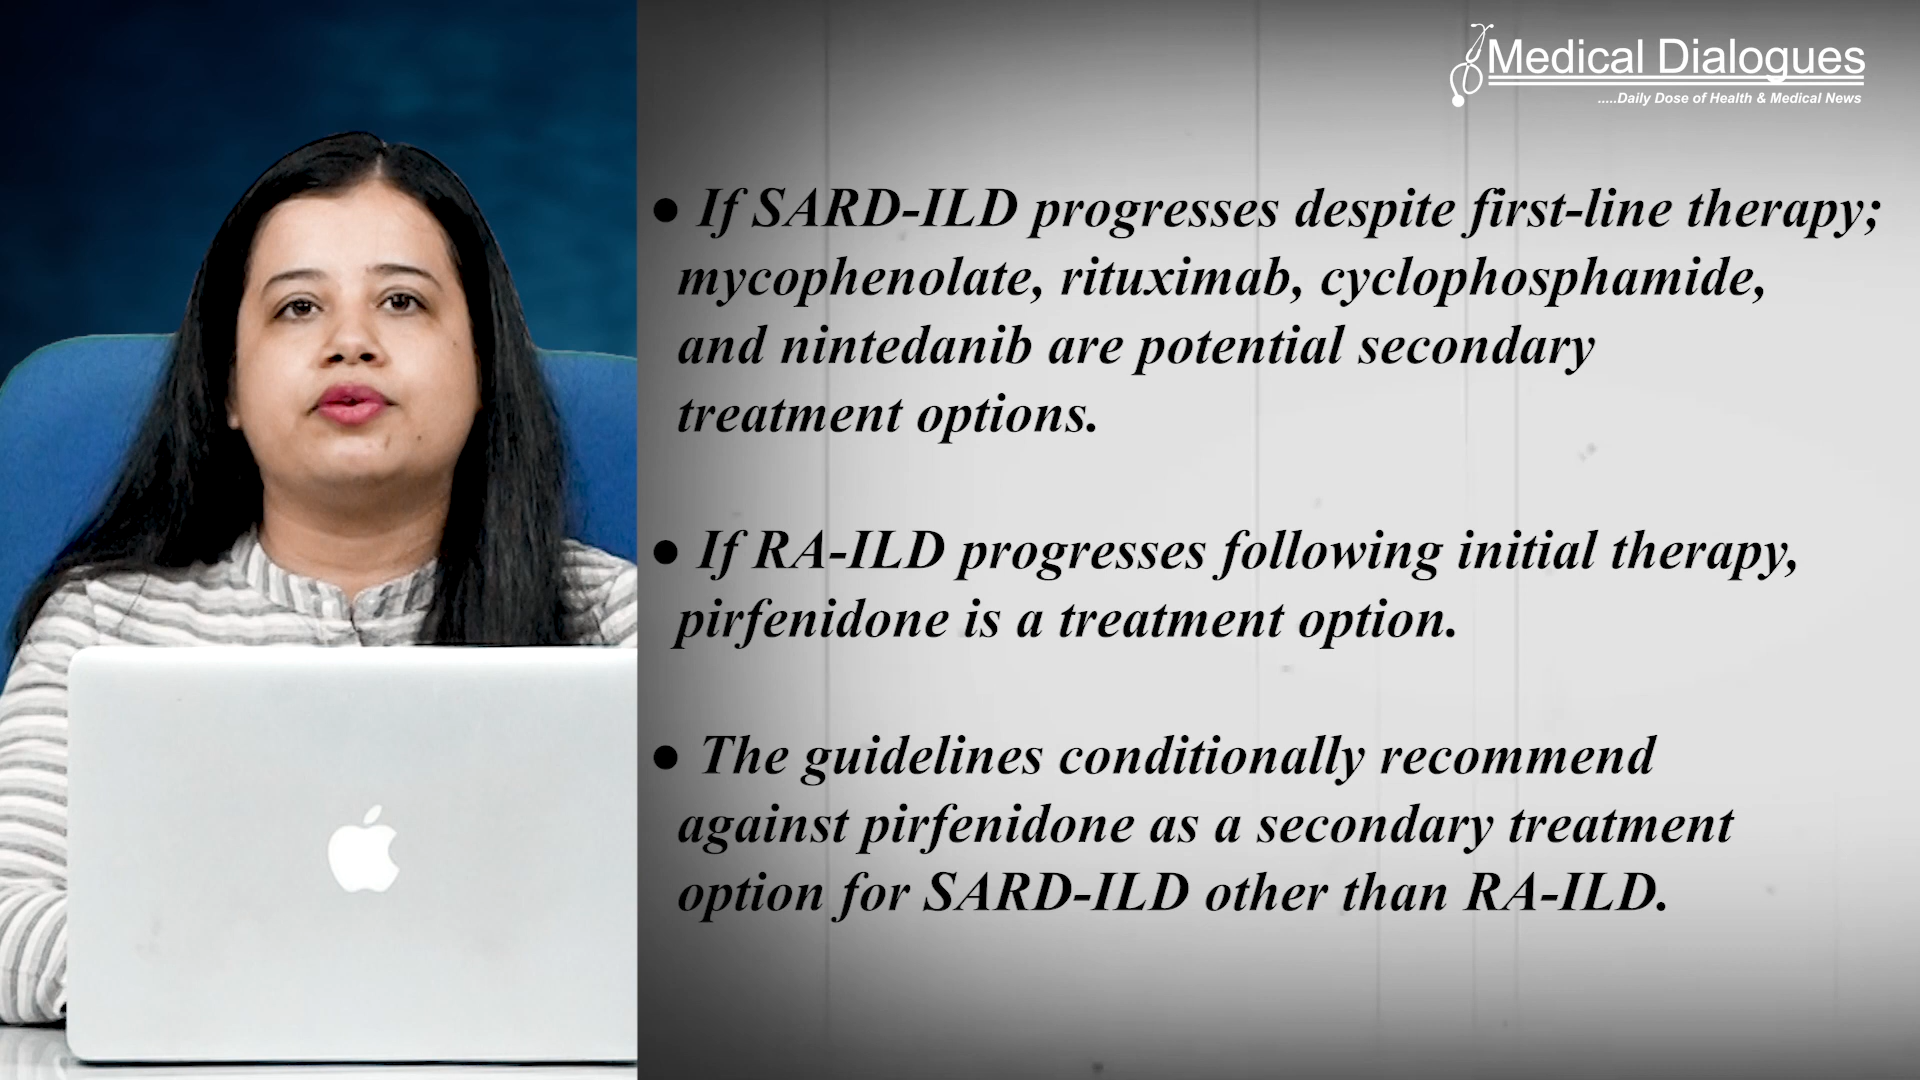 Medical Dialogues
.....Daily Dose of Health & Medical News
● If SARD-ILD progresses despite first-line therapy;
mycophenolate, rituximab, cyclophosphamide,
and nintedanib are potential secondary
treatment options.
● If RA-ILD progresses following initial therapy,
pirfenidone is a treatment option.
● The guidelines conditionally recommend
against pirfenidone as a secondary treatment
option for SARD-ILD other than RA-ILD.